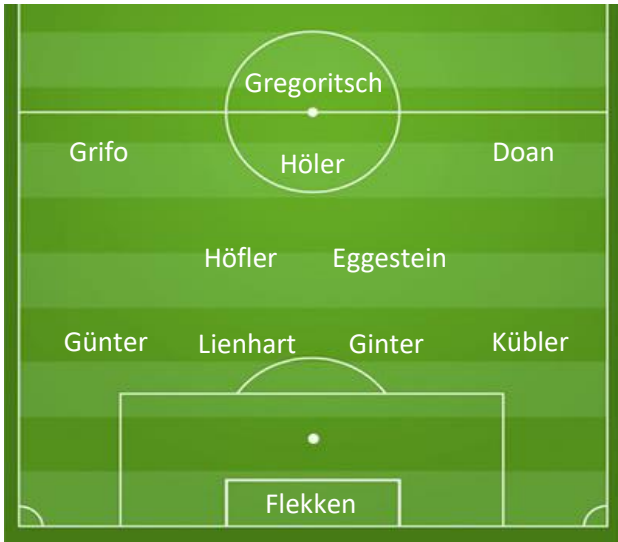 Gregoritsch
Grifo Höler Doan
Höfler Eggestein
Günter Lienhart Ginter Kübler
Flekken